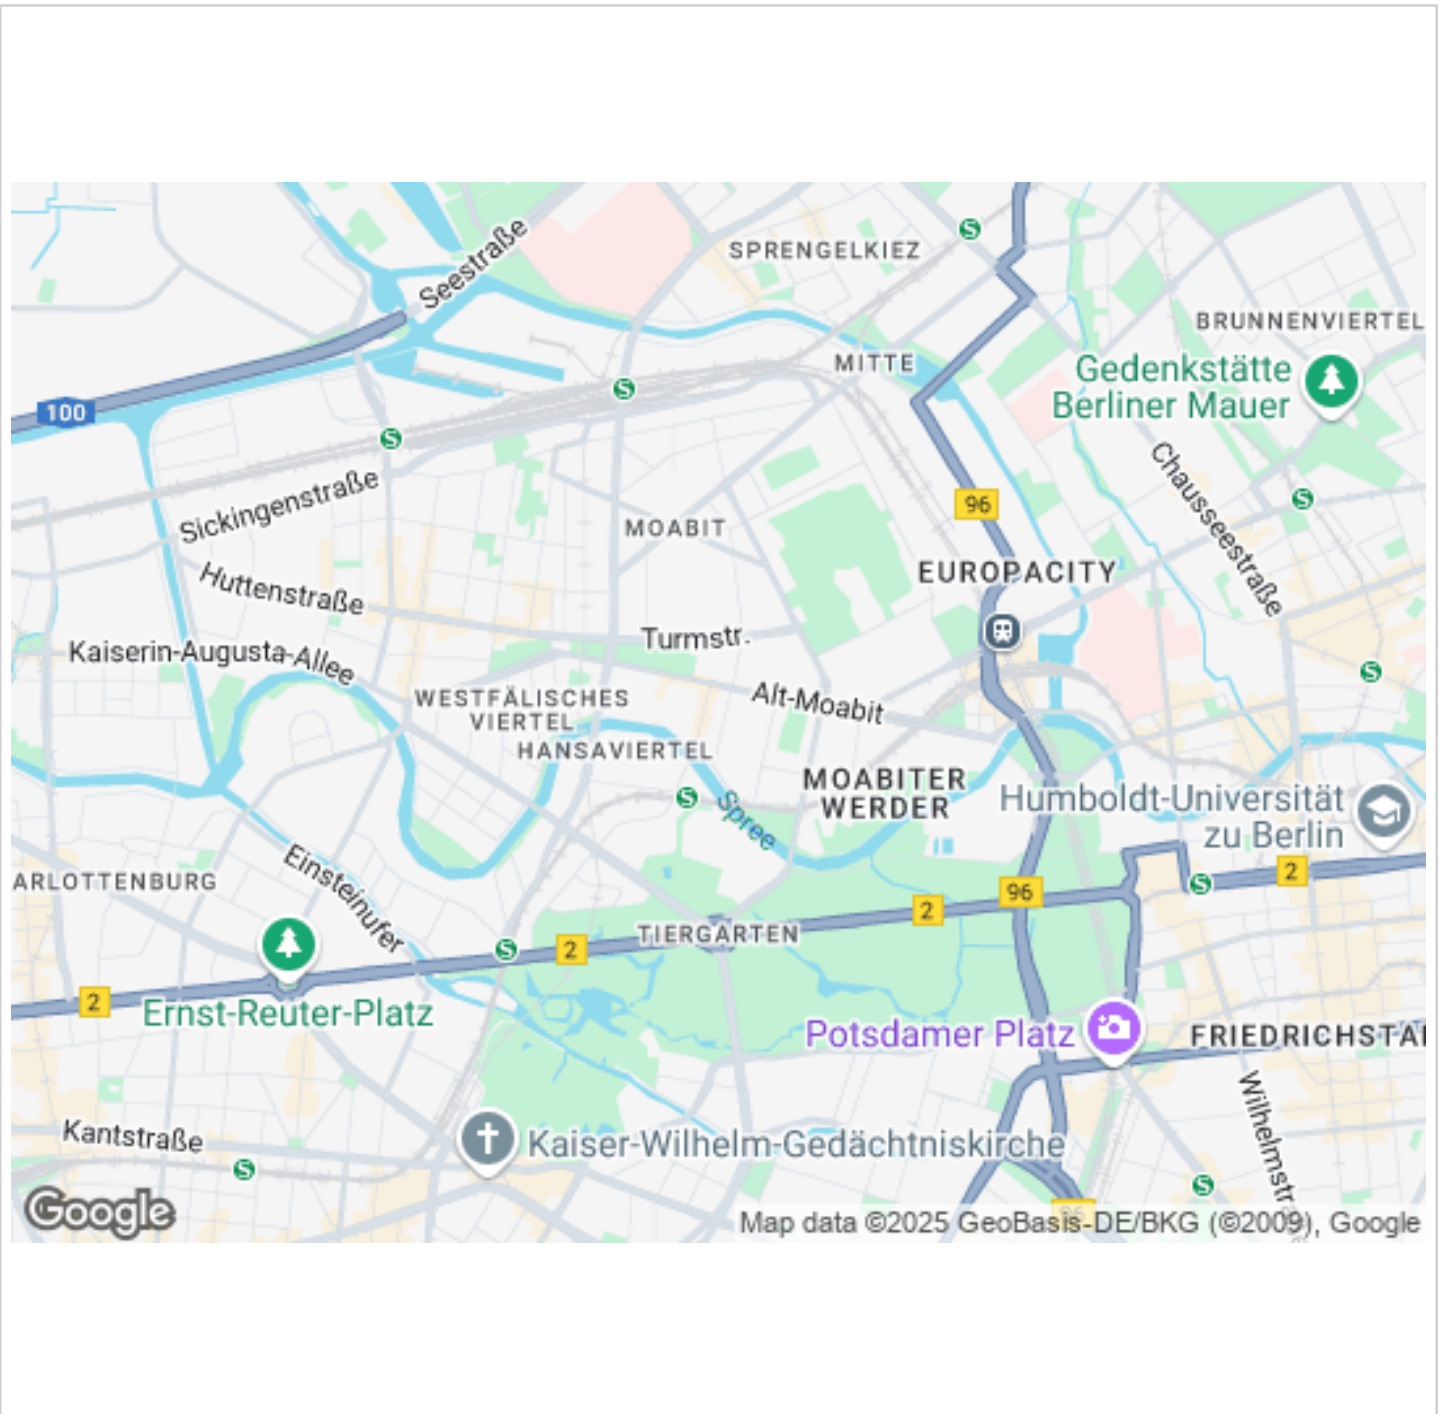 Seestraße
SPRENGELKIEZ
S
BRUNNENVIERTEL
MITTE
Gedenkstätte
Berliner Mauer
S
100
S
Sickingenstraße
Chausseestraße
96
S
MOABIT
EUROPACITY
Huttenstraße
Turmstr.
Kaiserin-Augusta-Allee
S
WESTFÄLISCHES
VIERTEL
Alt-Moabit
HANSAVIERTEL
MOABITER
WERDER
S
Spree
Humboldt-Universität
zu Berlin
Einsteinufer
ARLOTTENBURG
2
S
96
2
TIERGARTEN
S
2
2
Ernst-Reuter-Platz
Potsdamer Platz
FRIEDRICHSTA
Wilhelmstra
Kantstraße
Kaiser-Wilhelm-Gedächtniskirche
S
S
Google
Map data ©2025 GeoBasis-DE/BKG (©2009), Google